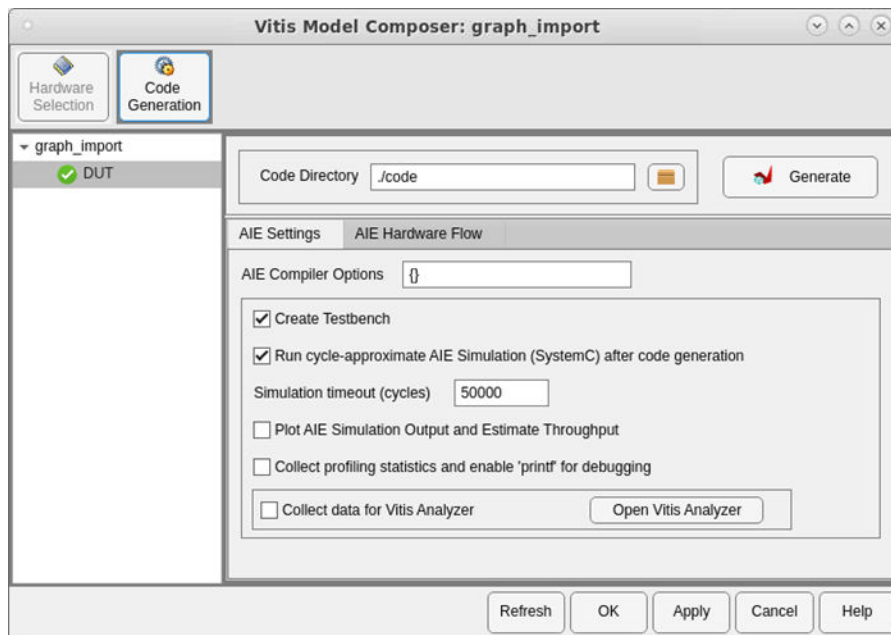 Vitis Model Composer: graph_import
Hardware
Selection
Code
Generation
graph_import
DUT
Code Directory ./code
Generate
AIE Settings AIE Hardware Flow
AIE Compiler Options {}
Create Testbench
Run cycle-approximate AIE Simulation (SystemC) after code generation
Simulation timeout (cycles) 50000
Plot AIE Simulation Output and Estimate Throughput
Collect profiling statistics and enable 'printf' for debugging
Collect data for Vitis Analyzer Open Vitis Analyzer
Refresh OK Apply Cancel Help